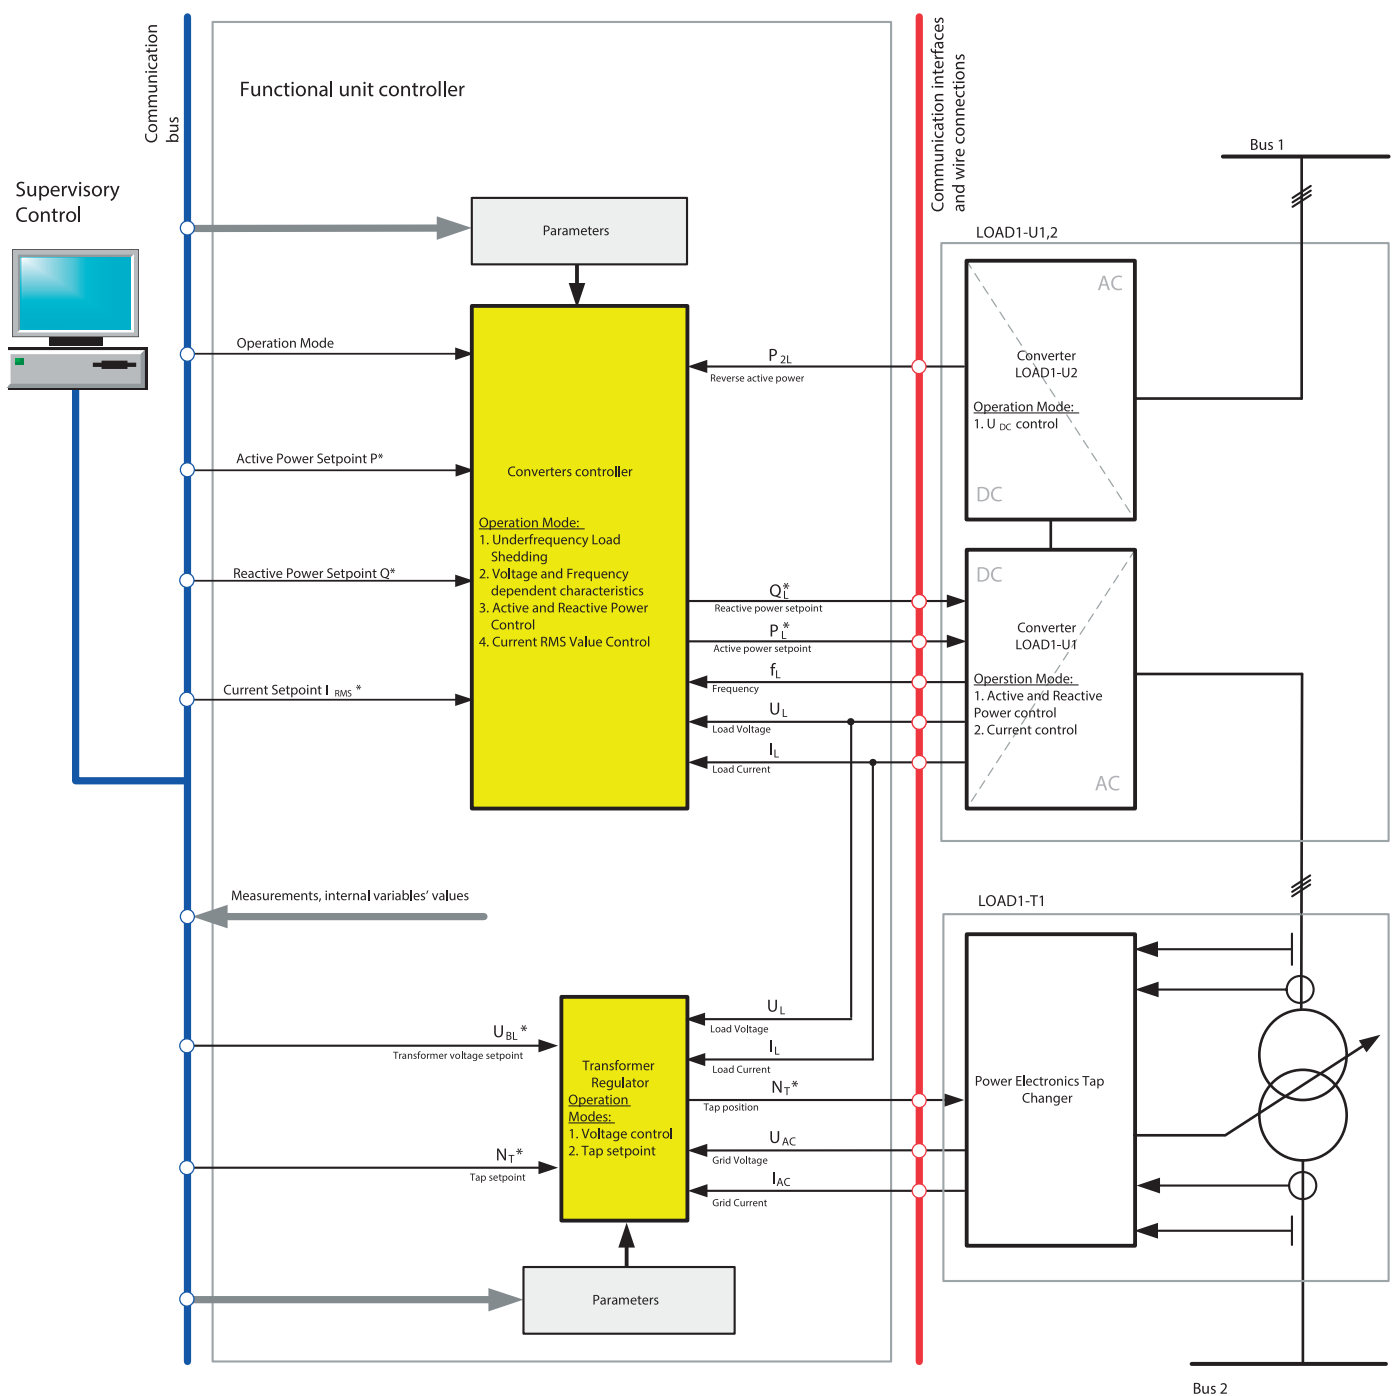 Communication
bus
Functional unit controller
Communication interfaces
and wire connections
Bus 1
Supervisory
Control
Parameters
LOAD1-U1,2
AC
Converter
LOAD1-U2
Operation Mode:
1. U DC control
DC
Operation Mode
P 2L
Reverse active power
Active Power Setpoint P*
Converters controller
Operation Mode:
1. Underfrequency Load
Shedding
2. Voltage and Frequency
dependent characteristics
3. Active and Reactive Power
Control
4. Current RMS Value Control
Reactive Power Setpoint Q*
Current Setpoint I RMS *
QL*
Reactive power setpoint
PL*
Active power setpoint
fL
Frequency
UL
Load Voltage
IL
Load Current
DC
Converter
LOAD1-U1
Operstion Mode:
1. Active and Reactive
Power control
2. Current control
AC
Measurements, internal variables' values
LOAD1-T1
UBL*
Transformer voltage setpoint
NT*
Tap setpoint
Transformer
Regulator
Operation
Modes:
1. Voltage control
2. Tap setpoint
UL
Load Voltage
IL
Load Current
NT*
Tap position
UAC
Grid Voltage
IAC
Grid Current
Power Electronics Tap
Changer
Parameters
Bus 2